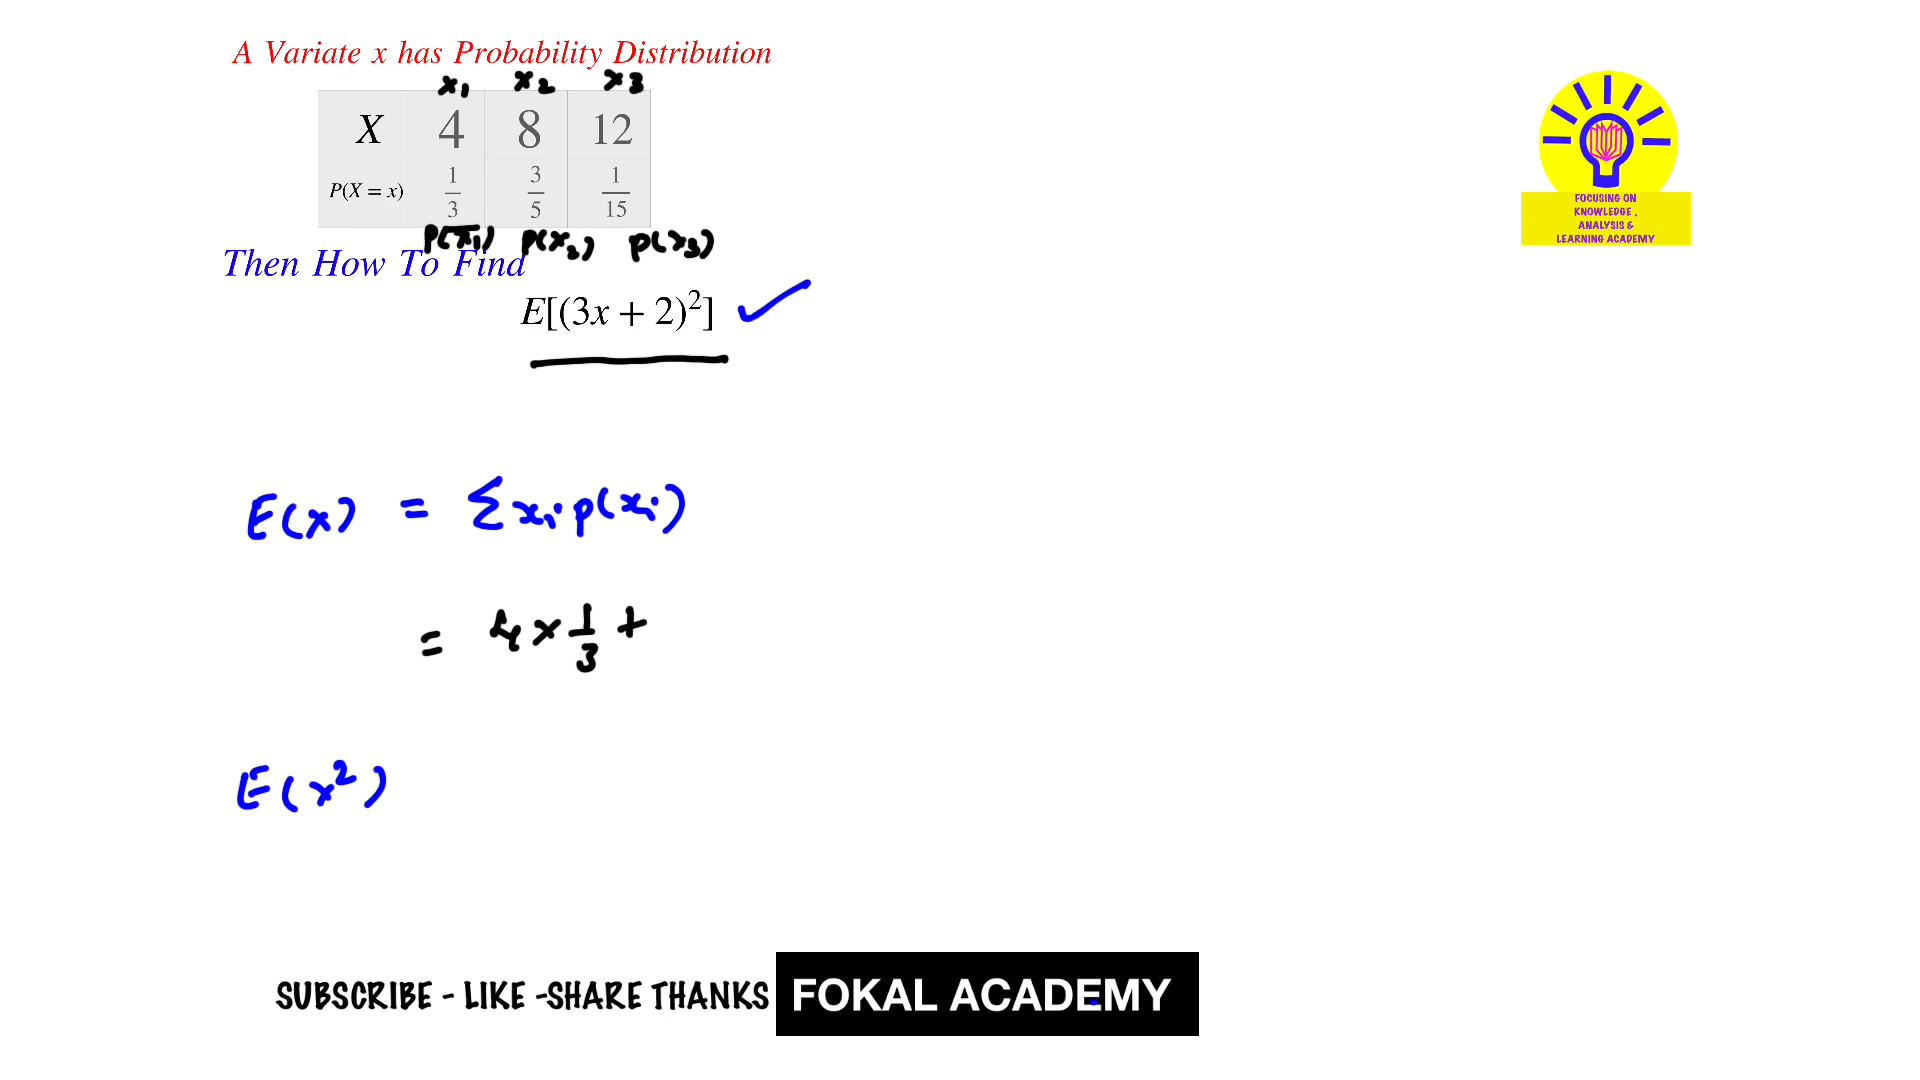 A Variate x has Probability Distribution
x₁ x₂ x₃
X 4 8 12
P(X = x) 1/3 3/5 1/15
p(x₁) p(x₂) p(x₃)
Then How To Find
E[(3x + 2)²]
E(x) = Σ xᵢ p(xᵢ)
= 4 × 1/3 +
E(x²)
FOCUSING ON
KNOWLEDGE ,
ANALYSIS &
LEARNING ACADEMY
SUBSCRIBE - LIKE -SHARE THANKS FOKAL ACADEMY